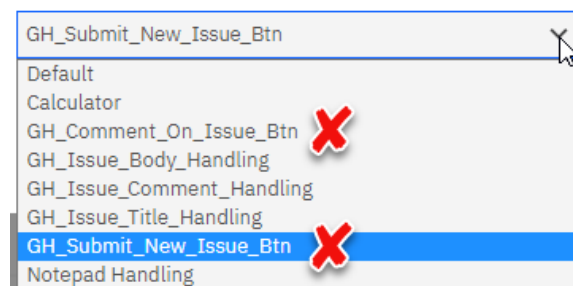 GH_Submit_New_Issue_Btn
Default
Calculator
GH_Comment_On_Issue_Btn
GH_Issue_Body_Handling
GH_Issue_Comment_Handling
GH_Issue_Title_Handling
GH_Submit_New_Issue_Btn
Notepad Handling